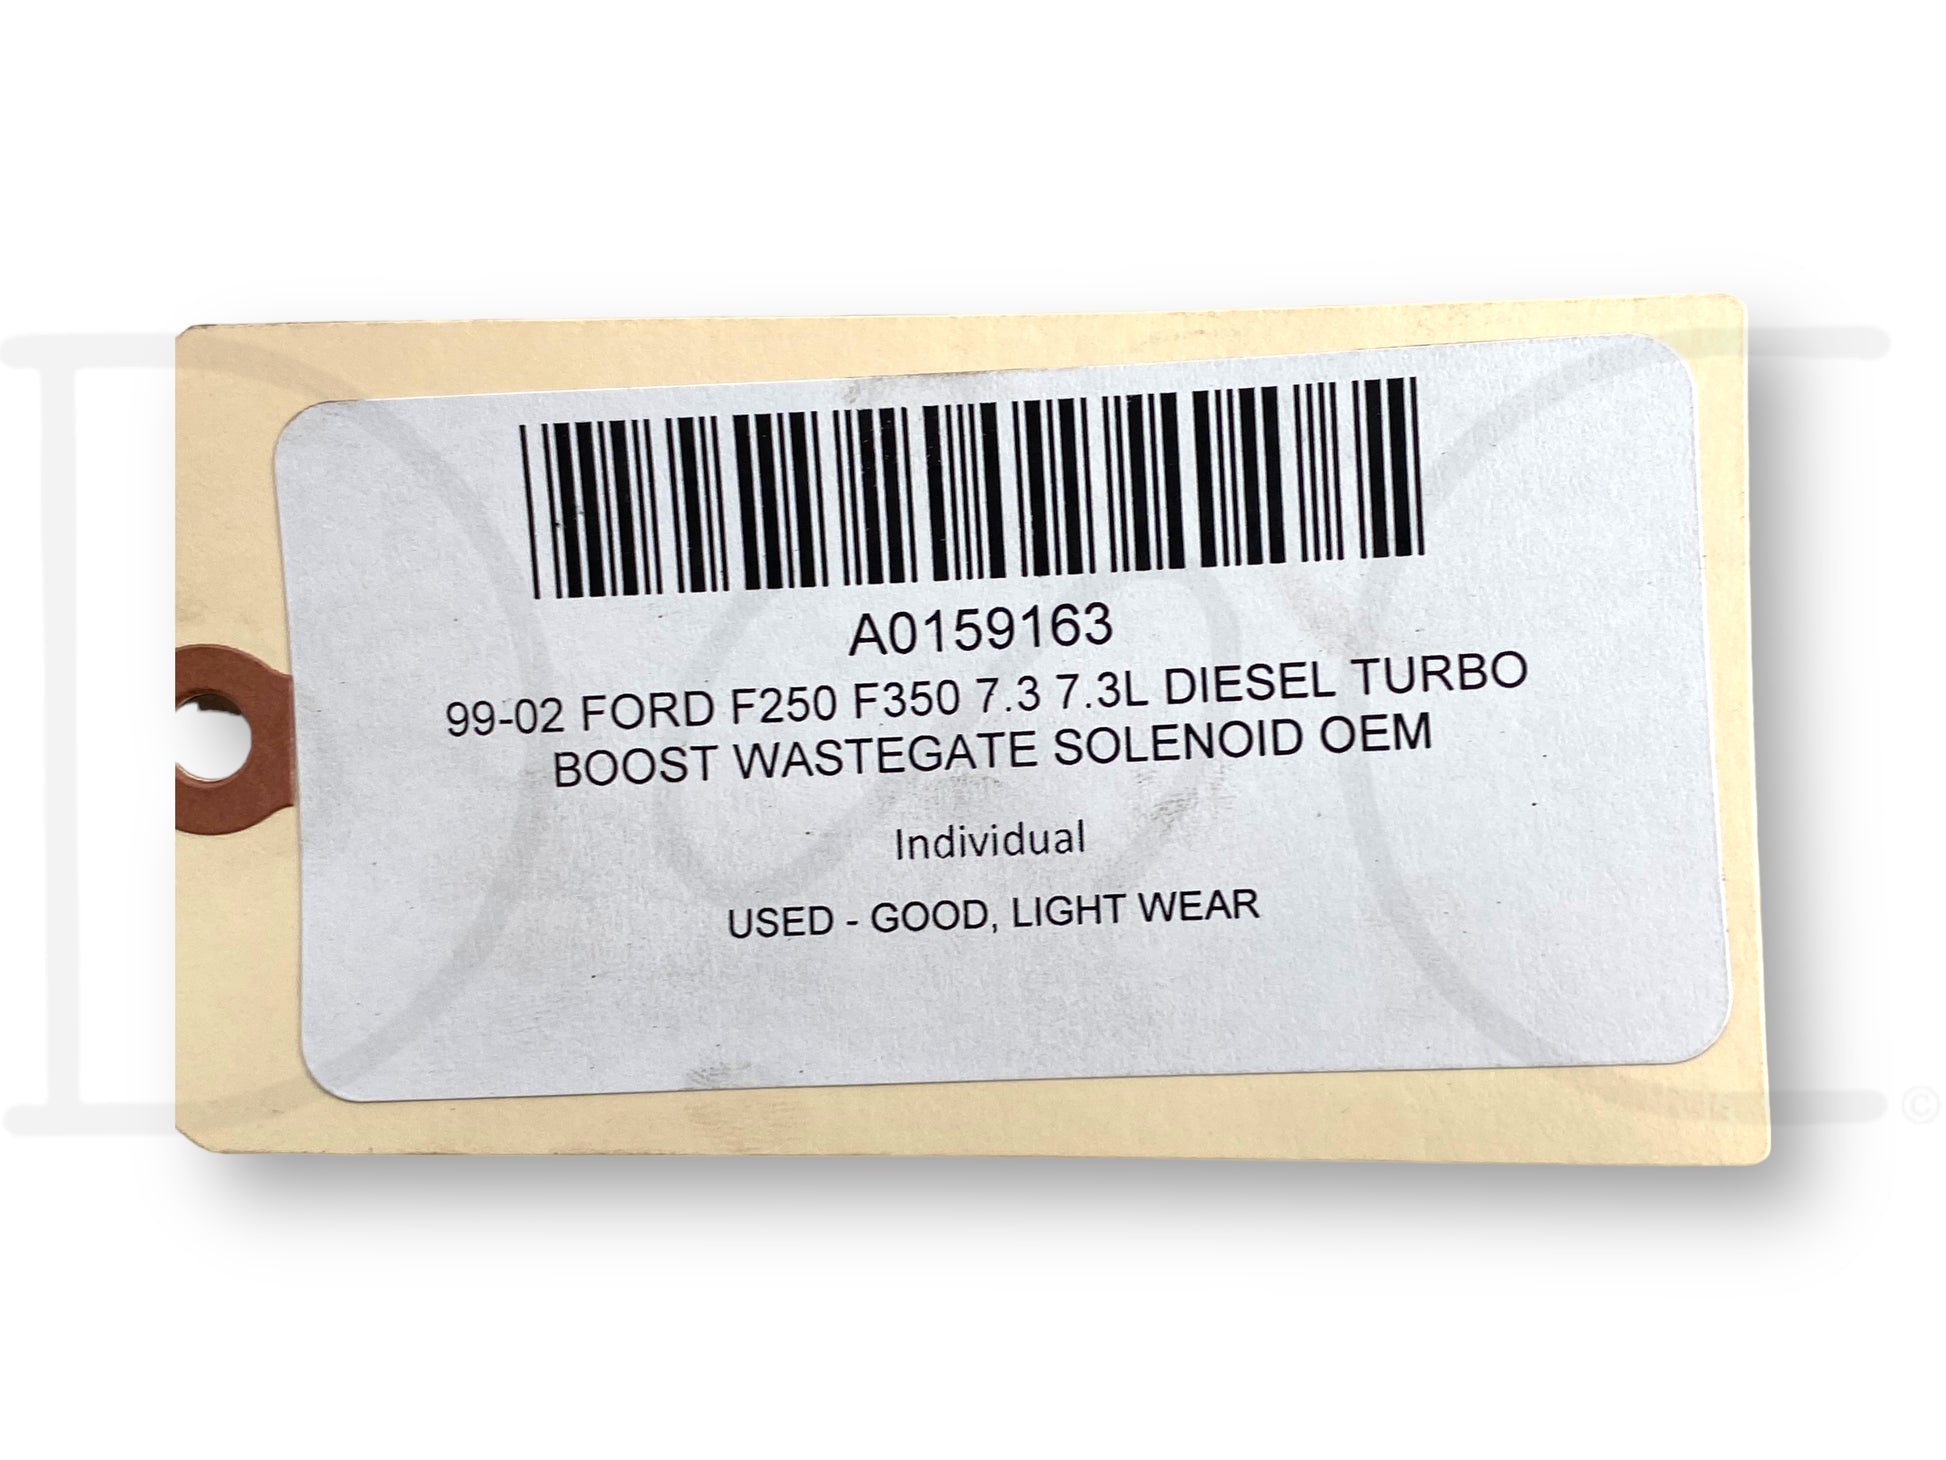 A0159163
99-02 FORD F250 F350 7.3 7.3L DIESEL TURBO
BOOST WASTEGATE SOLENOID OEM
Individual
USED - GOOD, LIGHT WEAR